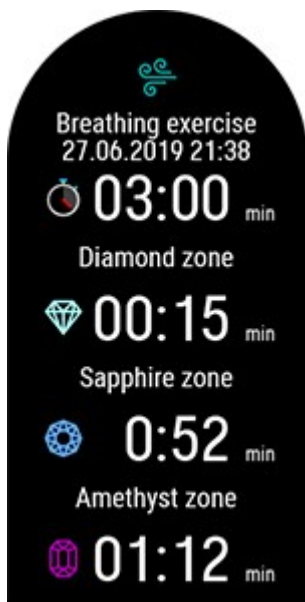 Breathing exercise
27.06.2019 21:38
03:00 min
Diamond zone
00:15 min
Sapphire zone
0:52 min
Amethyst zone
01:12 min